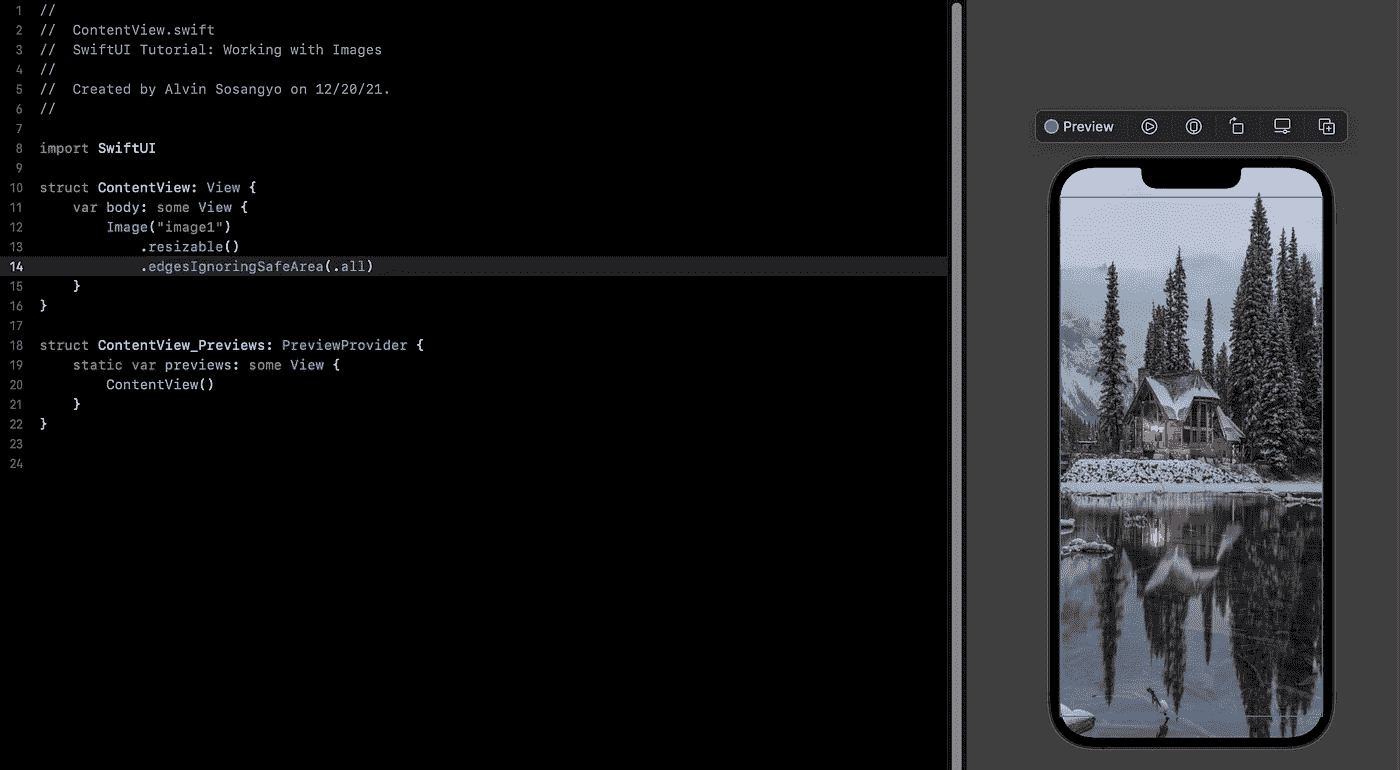 1 //
2 //  ContentView.swift
3 //  SwiftUI Tutorial: Working with Images
4 //
5 //  Created by Alvin Sosangyo on 12/20/21.
6 //
7
8 import SwiftUI
9
10 struct ContentView: View {
11     var body: some View {
12         Image("image1")
13             .resizable()
14             .edgesIgnoringSafeArea(.all)
15     }
16 }
17
18 struct ContentView_Previews: PreviewProvider {
19     static var previews: some View {
20         ContentView()
21     }
22 }
23
24
Preview